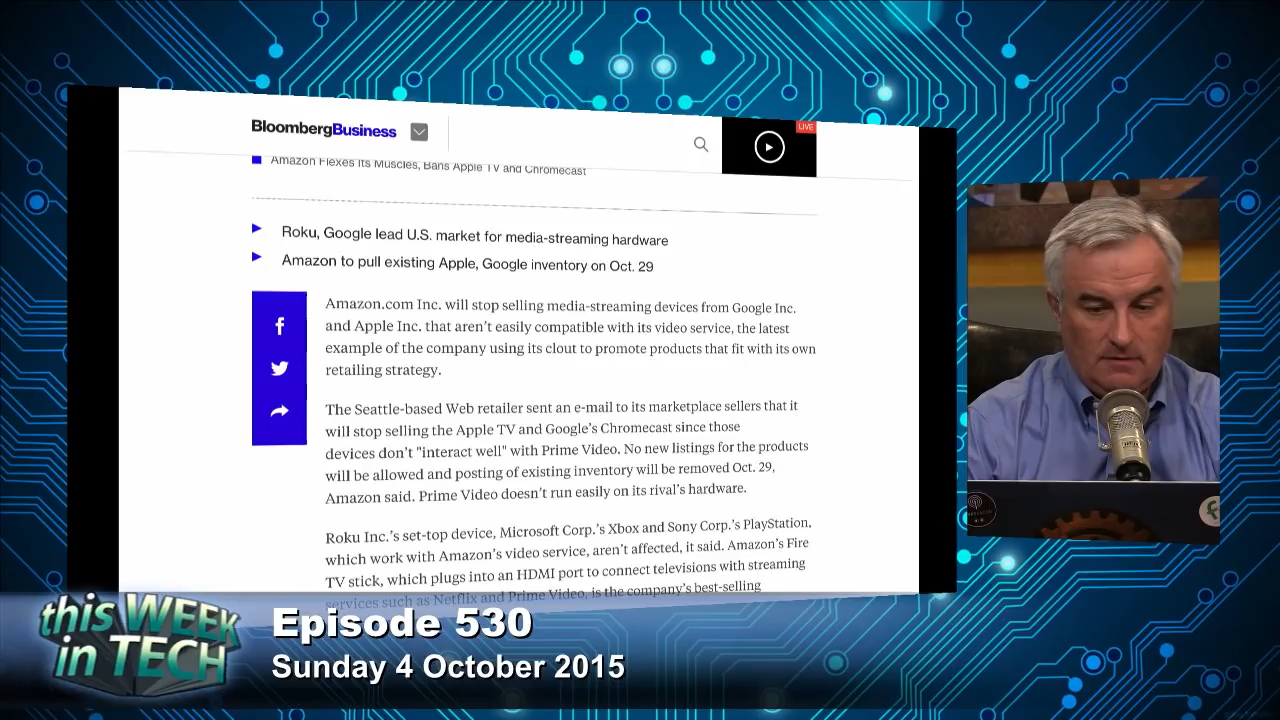 BloombergBusiness
LIVE
Amazon Flexes Its Muscles, Bans Apple TV and Chromecast
Roku, Google lead U.S. market for media-streaming hardware
Amazon to pull existing Apple, Google inventory on Oct. 29
Amazon.com Inc. will stop selling media-streaming devices from Google Inc.
and Apple Inc. that aren't easily compatible with its video service, the latest
example of the company using its clout to promote products that fit with its own
retailing strategy.
The Seattle-based Web retailer sent an e-mail to its marketplace sellers that it
will stop selling the Apple TV and Google's Chromecast since those
devices don't "interact well" with Prime Video. No new listings for the products
will be allowed and posting of existing inventory will be removed Oct. 29,
Amazon said. Prime Video doesn't run easily on its rival's hardware.
Roku Inc.'s set-top device, Microsoft Corp.'s Xbox and Sony Corp.'s PlayStation,
which work with Amazon's video service, aren't affected, it said. Amazon's Fire
TV stick, which plugs into an HDMI port to connect televisions with streaming
services such as Netflix and Prime Video, is the company's best-selling
this WEEK
in TECH
Episode 530
Sunday 4 October 2015